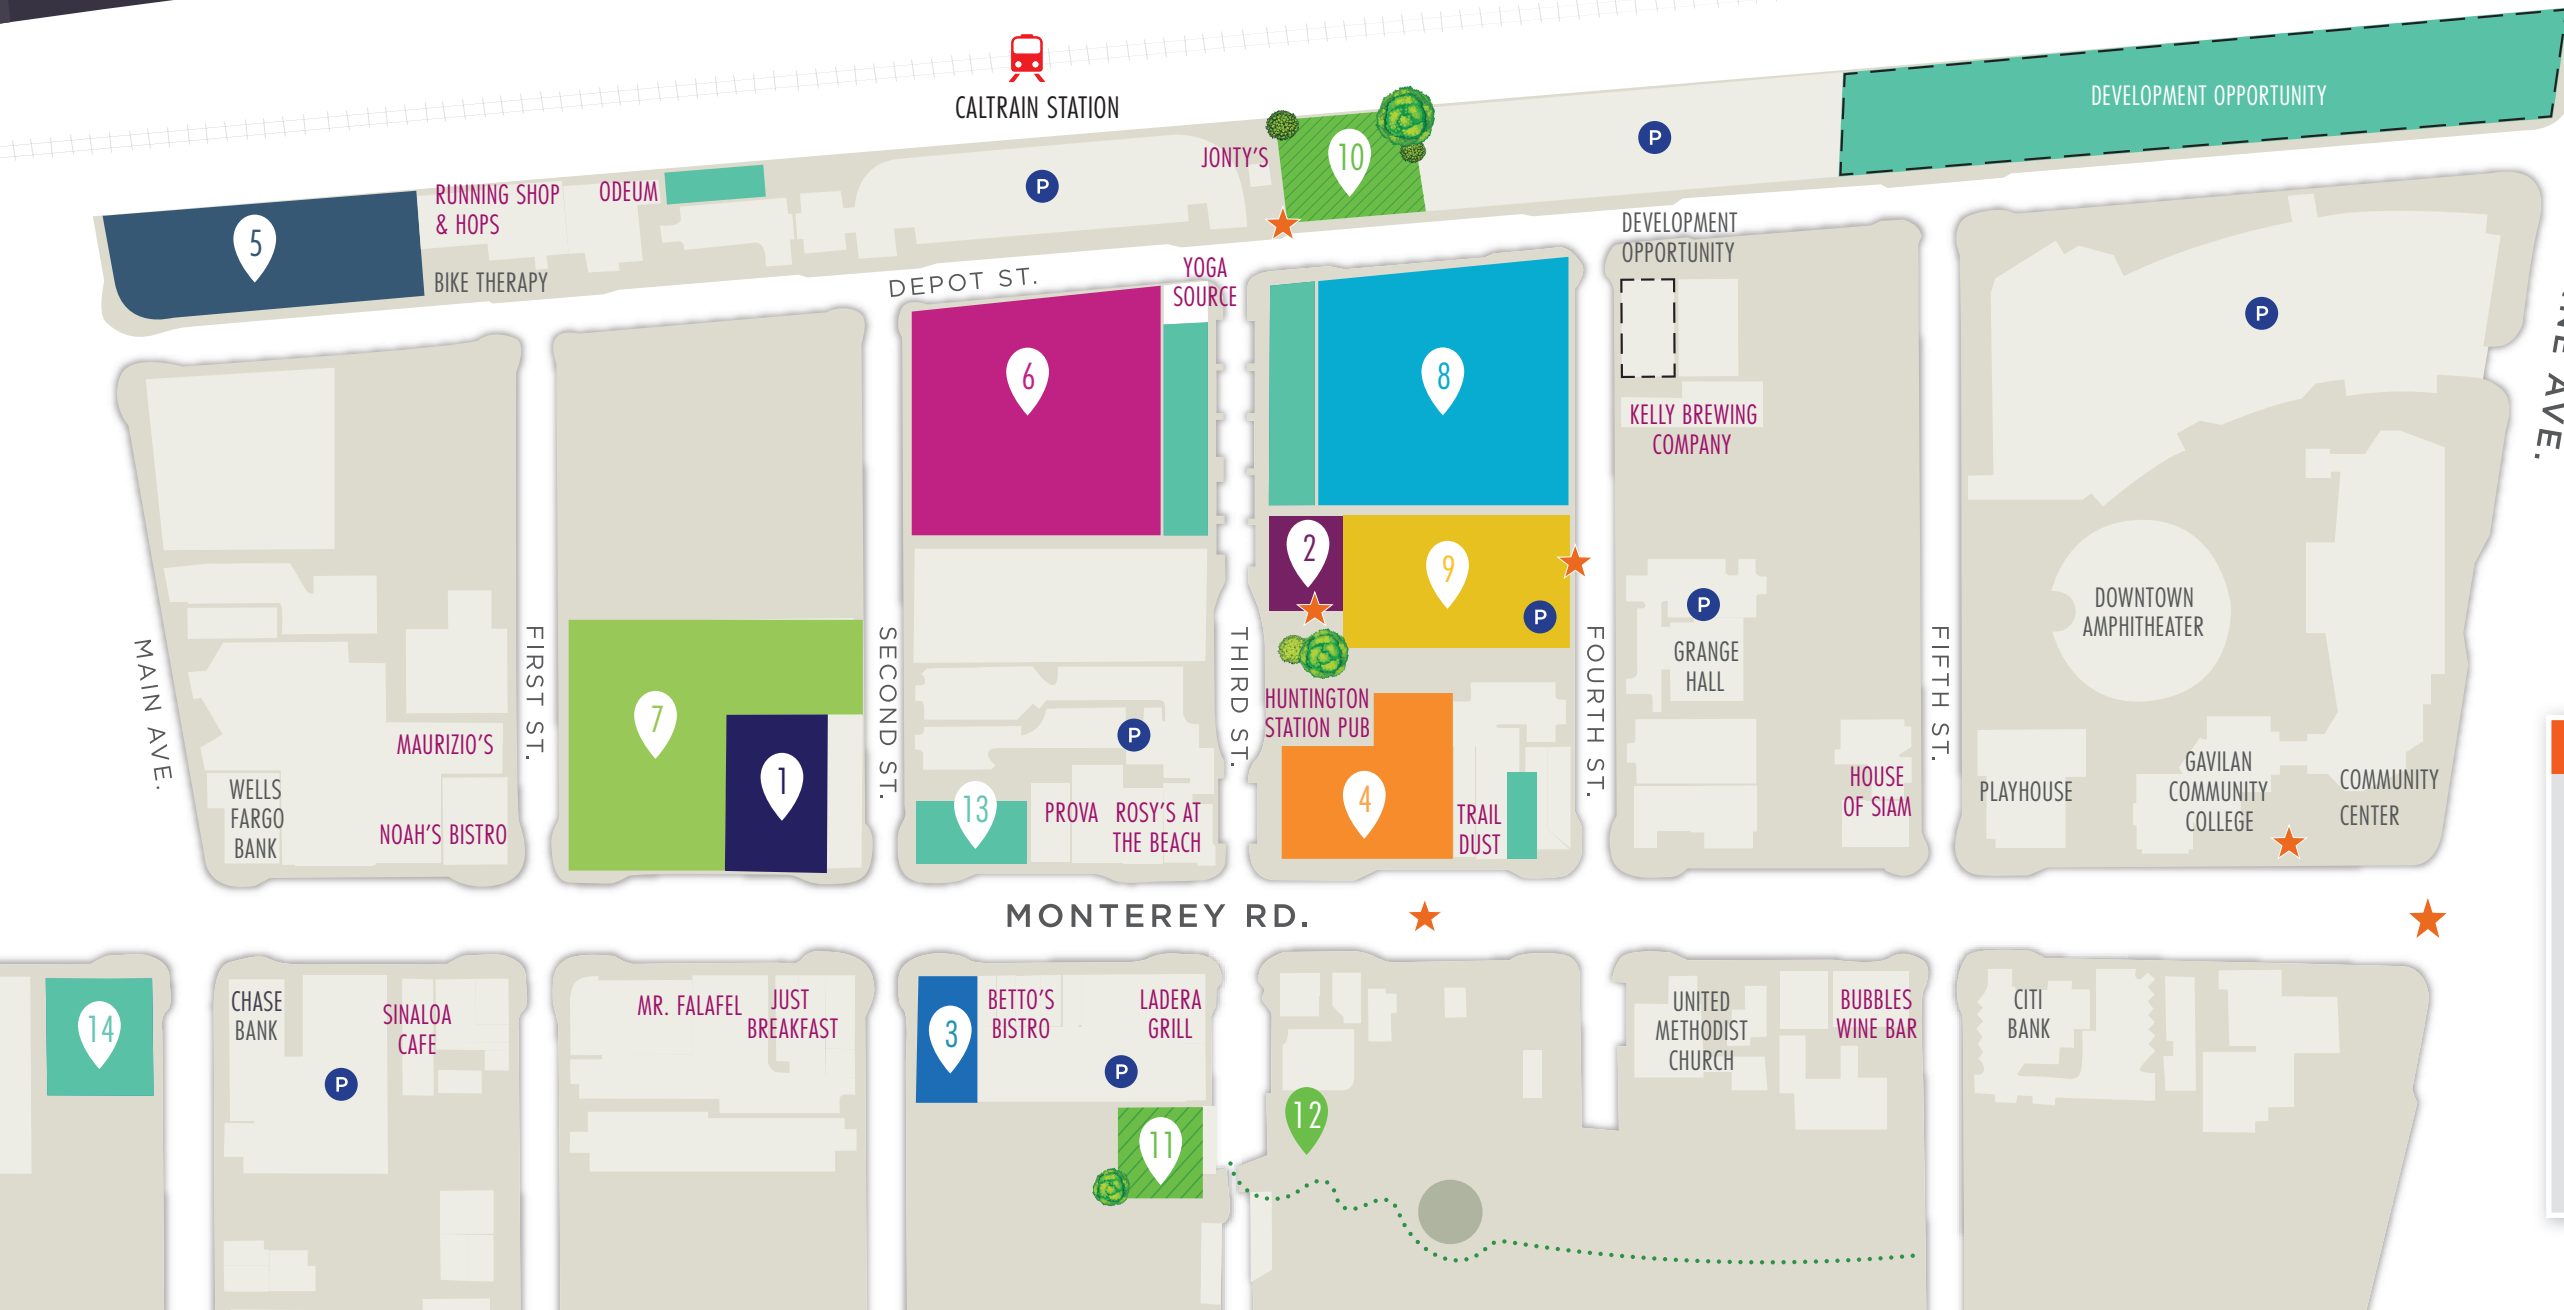 CALTRAIN STATION
DEVELOPMENT OPPORTUNITY
P
JONTY'S
10
P
RUNNING SHOP
& HOPS
ODEUM
5
BIKE THERAPY
DEPOT ST.
YOGA
SOURCE
DEVELOPMENT
OPPORTUNITY
P
6
8
KELLY BREWING
COMPANY
AVE.
2
9
P
P
GRANGE
HALL
DOWNTOWN
AMPHITHEATER
MAIN AVE.
FIRST ST.
SECOND ST.
THIRD ST.
FOURTH ST.
FIFTH ST.
HUNTINGTON
STATION PUB
7
1
P
MAURIZIO'S
WELLS
FARGO
BANK
NOAH'S BISTRO
13
PROVA
ROSY'S AT
THE BEACH
4
TRAIL
DUST
HOUSE
OF SIAM
PLAYHOUSE
GAVILAN
COMMUNITY
COLLEGE
COMMUNITY
CENTER
MONTEREY RD.
14
CHASE
BANK
SINALOA
CAFE
P
MR. FALAFEL
JUST
BREAKFAST
3
BETTO'S
BISTRO
LADERA
GRILL
P
11
12
UNITED
METHODIST
CHURCH
BUBBLES
WINE BAR
CITI
BANK